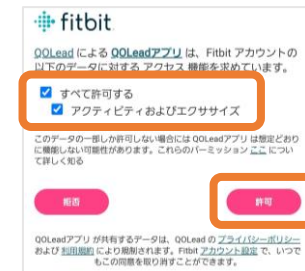 fitbit
QOLead による QOLeadアプリ は、Fitbit アカウントの
以下のデータに対する アクセス 機能を求めています。
すべて許可する
アクティビティおよびエクササイズ
このデータの一部しか許可しない場合には QOLeadアプリ は想定どおり
に機能しない可能性があります。これらのパーミッション ここ につい
て詳しく知る
拒否
許可
QOLeadアプリ が共有するデータは、QOLead の プライバシーポリシー
および 利用規約 により規制されます。Fitbit アカウント設定 で、いつで
もこの同意を取り消すことができます。